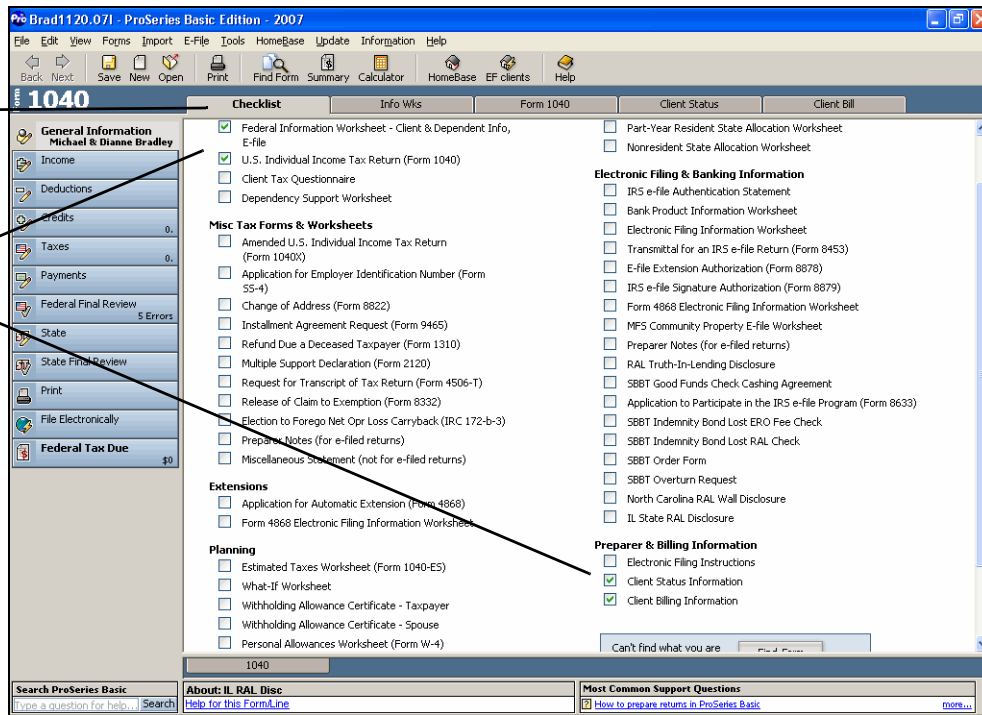 Pro Brad1120.07I - ProSeries Basic Edition - 2007
File Edit View Forms Import E-File Tools HomeBase Update Information Help
Back Next Save New Open Print Find Form Summary Calculator HomeBase EF clients Help
Form 1040
Checklist Info Wks Form 1040 Client Status Client Bill
General Information
Michael & Dianne Bradley
Income
Deductions
Credits
0.
Taxes
0.
Payments
Federal Final Review
5 Errors
State
State Final Review
Print
File Electronically
Federal Tax Due
$0
Federal Information Worksheet - Client & Dependent Info,
E-file
U.S. Individual Income Tax Return (Form 1040)
Client Tax Questionnaire
Dependency Support Worksheet
Misc Tax Forms & Worksheets
Amended U.S. Individual Income Tax Return
(Form 1040X)
Application for Employer Identification Number (Form
SS-4)
Change of Address (Form 8822)
Installment Agreement Request (Form 9465)
Refund Due a Deceased Taxpayer (Form 1310)
Multiple Support Declaration (Form 2120)
Request for Transcript of Tax Return (Form 4506-T)
Release of Claim to Exemption (Form 8332)
Election to Forego Net Opr Loss Carryback (IRC 172-b-3)
Preparer Notes (for e-filed returns)
Miscellaneous Statement (not for e-filed returns)
Extensions
Application for Automatic Extension (Form 4868)
Form 4868 Electronic Filing Information Worksheet
Planning
Estimated Taxes Worksheet (Form 1040-ES)
What-If Worksheet
Withholding Allowance Certificate - Taxpayer
Withholding Allowance Certificate - Spouse
Personal Allowances Worksheet (Form W-4)
Part-Year Resident State Allocation Worksheet
Nonresident State Allocation Worksheet
Electronic Filing & Banking Information
IRS e-file Authentication Statement
Bank Product Information Worksheet
Electronic Filing Information Worksheet
Transmittal for an IRS e-file Return (Form 8453)
E-file Extension Authorization (Form 8878)
IRS e-file Signature Authorization (Form 8879)
Form 4868 Electronic Filing Information Worksheet
MFS Community Property E-file Worksheet
Preparer Notes (for e-filed returns)
RAL Truth-In-Lending Disclosure
SBBT Good Funds Check Cashing Agreement
Application to Participate in the IRS e-file Program (Form 8633)
SBBT Indemnity Bond Lost ERO Fee Check
SBBT Indemnity Bond Lost RAL Check
SBBT Order Form
SBBT Overturn Request
North Carolina RAL Wall Disclosure
IL State RAL Disclosure
Preparer & Billing Information
Electronic Filing Instructions
Client Status Information
Client Billing Information
Can't find what you are
Find Form
1040
Search ProSeries Basic
Type a question for help... Search
About: IL RAL Disc
Help for this Form/Line
Most Common Support Questions
How to prepare returns in ProSeries Basic
more...